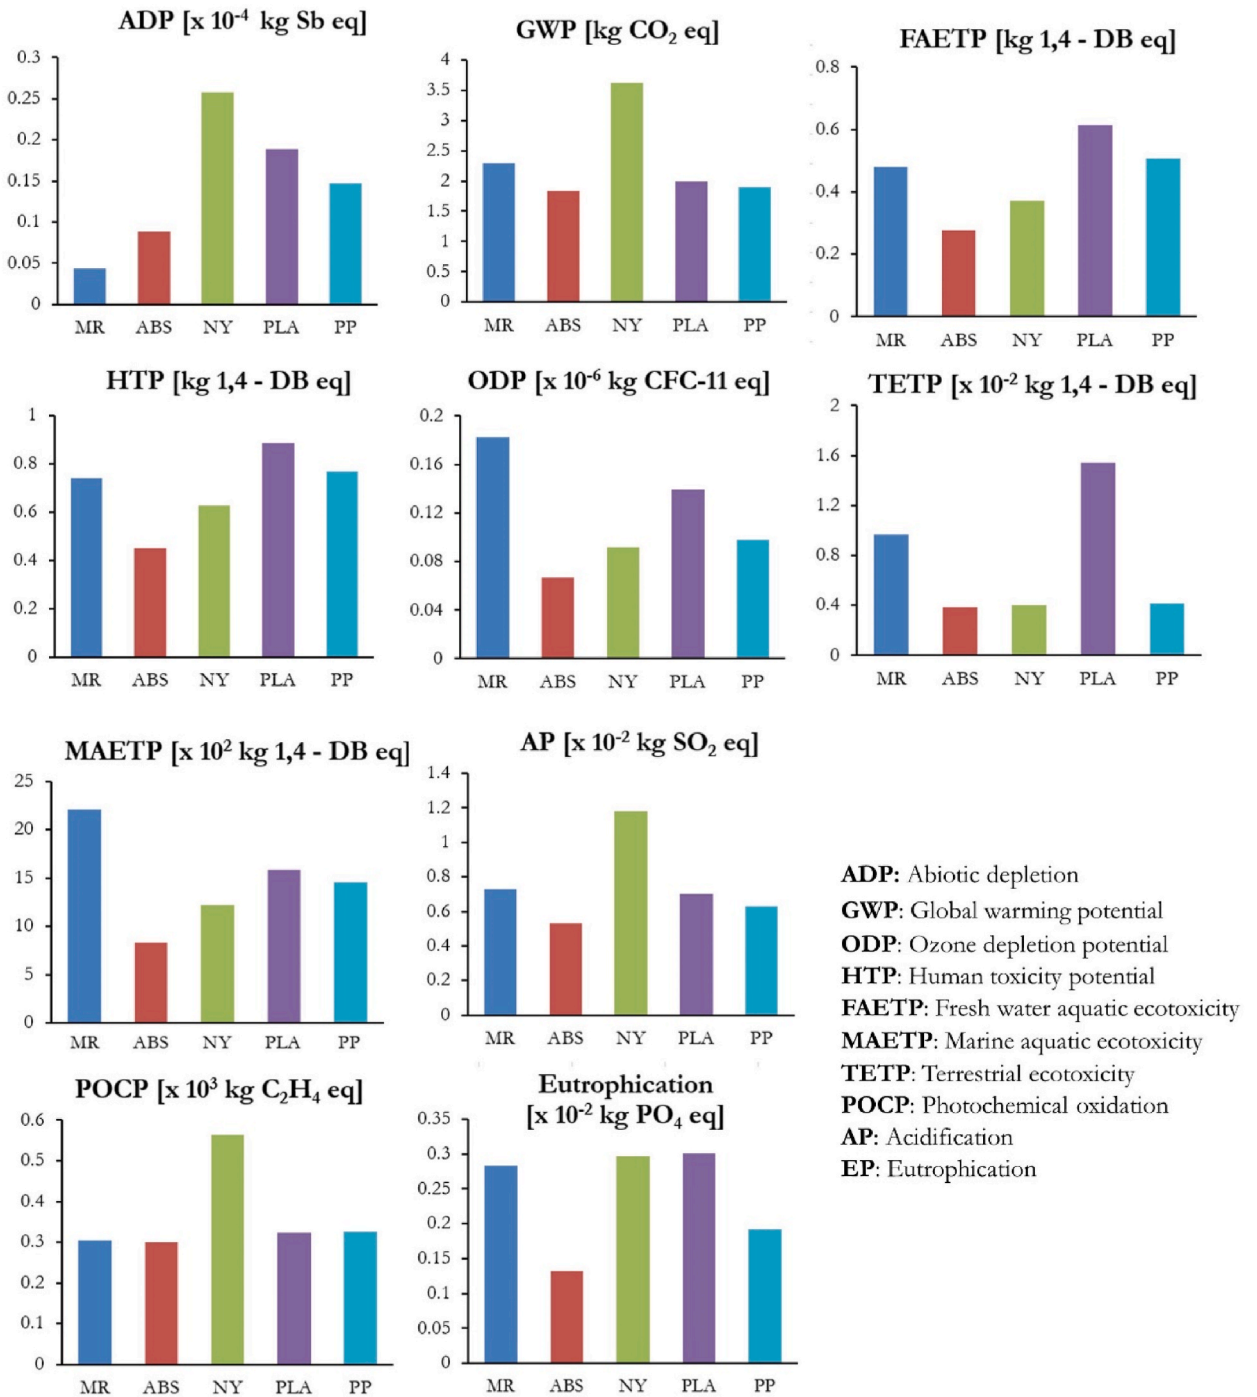 ADP [x 10⁻⁴ kg Sb eq]
0.3
0.25
0.2
0.15
0.1
0.05
0
MR ABS NY PLA PP
GWP [kg CO₂ eq]
4
3.5
3
2.5
2
1.5
1
0.5
0
MR ABS NY PLA PP
FAETP [kg 1,4 - DB eq]
0.8
0.6
0.4
0.2
0
MR ABS NY PLA PP
HTP [kg 1,4 - DB eq]
1
0.8
0.6
0.4
0.2
0
MR ABS NY PLA PP
ODP [x 10⁻⁶ kg CFC-11 eq]
0.2
0.16
0.12
0.08
0.04
0
MR ABS NY PLA PP
TETP [x 10⁻² kg 1,4 - DB eq]
2
1.6
1.2
0.8
0.4
0
MR ABS NY PLA PP
MAETP [x 10² kg 1,4 - DB eq]
25
20
15
10
5
0
MR ABS NY PLA PP
AP [x 10⁻² kg SO₂ eq]
1.4
1.2
1
0.8
0.6
0.4
0.2
0
MR ABS NY PLA PP
POCP [x 10³ kg C₂H₄ eq]
0.6
0.5
0.4
0.3
0.2
0.1
0
MR ABS NY PLA PP
Eutrophication
[x 10⁻² kg PO₄ eq]
0.35
0.3
0.25
0.2
0.15
0.1
0.05
0
MR ABS NY PLA PP
ADP: Abiotic depletion
GWP: Global warming potential
ODP: Ozone depletion potential
HTP: Human toxicity potential
FAETP: Fresh water aquatic ecotoxicity
MAETP: Marine aquatic ecotoxicity
TETP: Terrestrial ecotoxicity
POCP: Photochemical oxidation
AP: Acidification
EP: Eutrophication